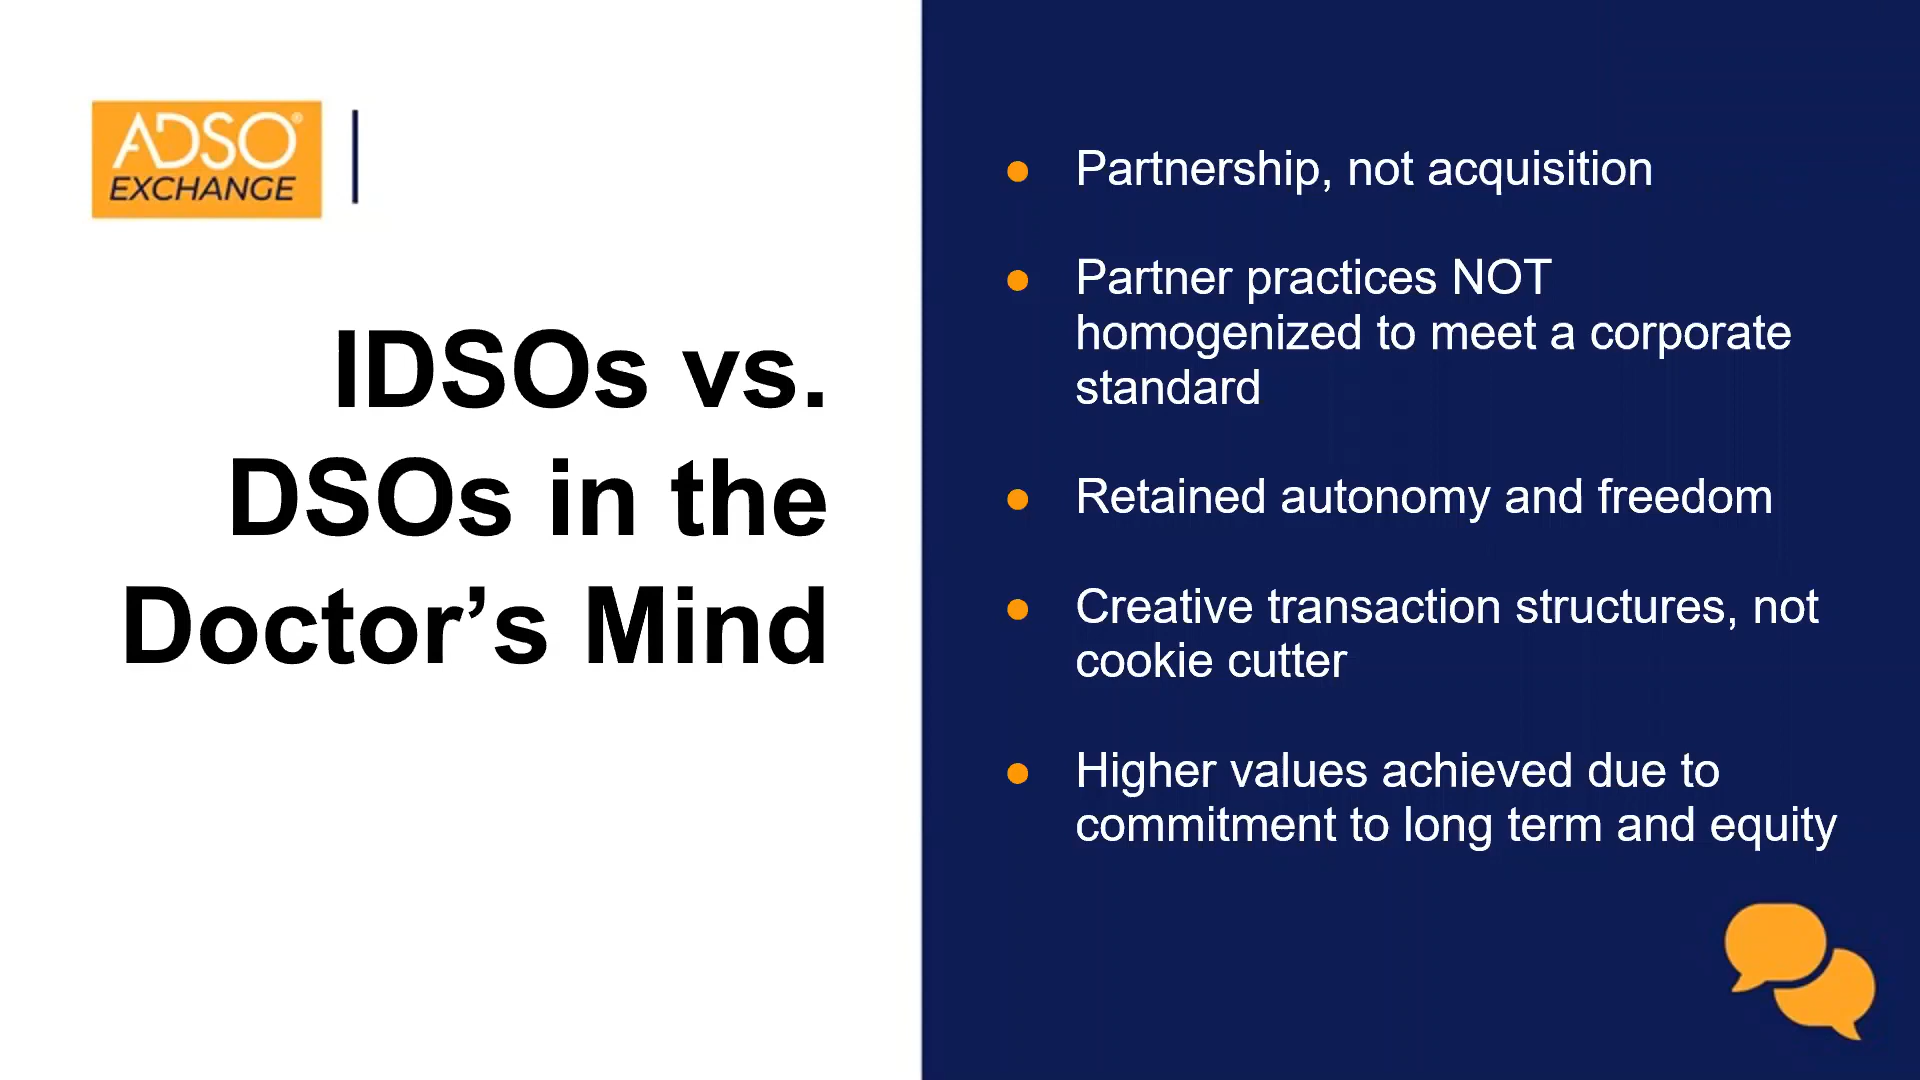 ADSO®
EXCHANGE
IDSOs vs.
DSOs in the
Doctor’s Mind
● Partnership, not acquisition
● Partner practices NOT
homogenized to meet a corporate
standard
● Retained autonomy and freedom
● Creative transaction structures, not
cookie cutter
● Higher values achieved due to
commitment to long term and equity